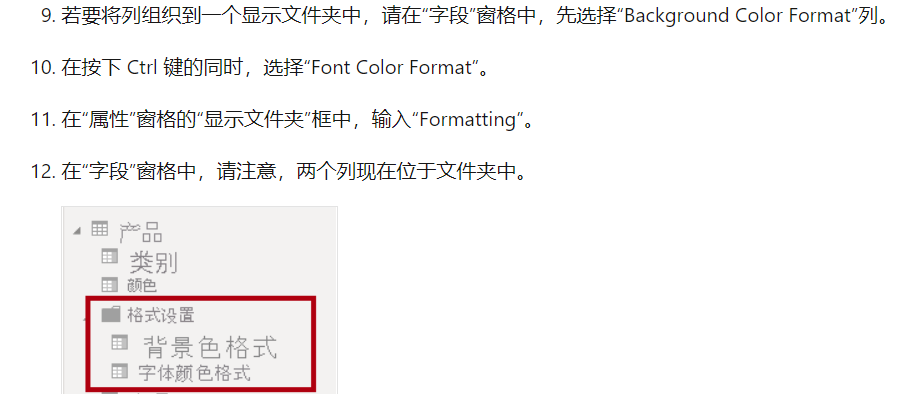 9. 若要将列组织到一个显示文件夹中，请在“字段”窗格中，先选择“Background Color Format”列。
10. 在按下 Ctrl 键的同时，选择“Font Color Format”。
11. 在“属性”窗格的“显示文件夹”框中，输入“Formatting”。
12. 在“字段”窗格中，请注意，两个列现在位于文件夹中。
产品
类别
颜色
格式设置
背景色格式
字体颜色格式